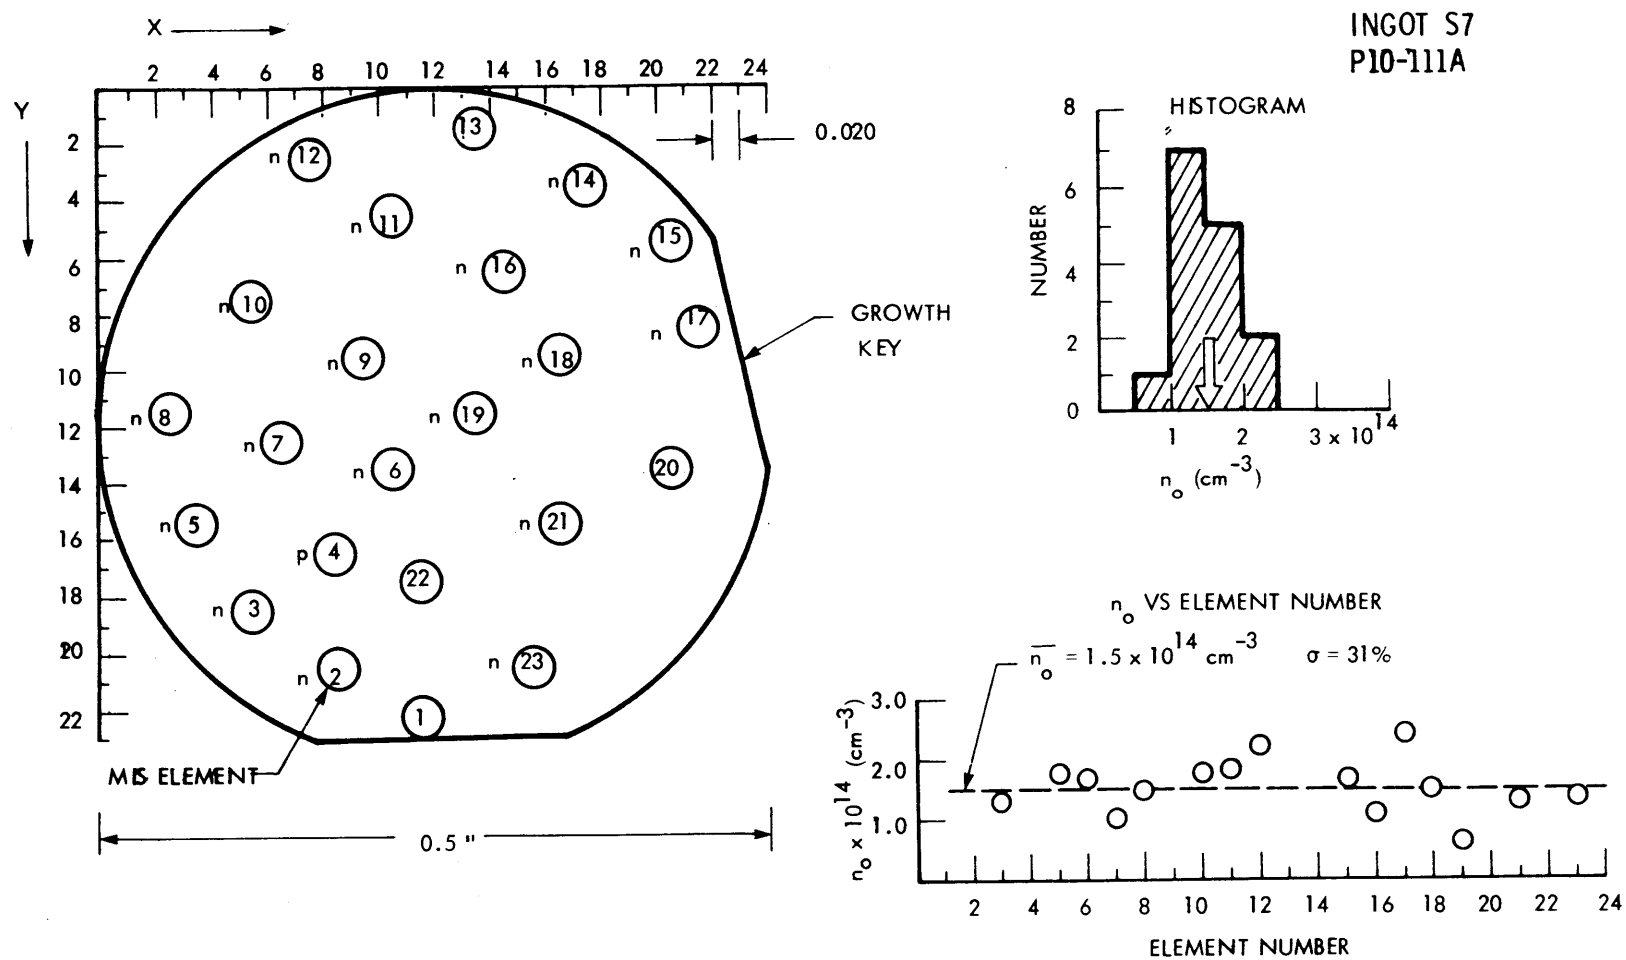 INGOT S7
P10-111A
X
2 4 6 8 10 12 14 16 18 20 22 24
Y
2
4
6
8
10
12
14
16
18
20
22
0.020
13
n 12
n 14
n 11
n 15
n 16
n 10
n 17
n 9
n 18
n 8
n 19
n 7
n 6
20
n 5
n 21
p 4
22
n 3
n 2
n 23
1
GROWTH
KEY
MIS ELEMENT
0.5 "
HISTOGRAM
NUMBER
8
6
4
2
0
1 2 3 x 10^14
n_o (cm^-3)
n_o VS ELEMENT NUMBER
n̅_o = 1.5 x 10^14 cm^-3 σ = 31%
n_o x 10^14 (cm^-3)
3.0
2.0
1.0
2 4 6 8 10 12 14 16 18 20 22 24
ELEMENT NUMBER